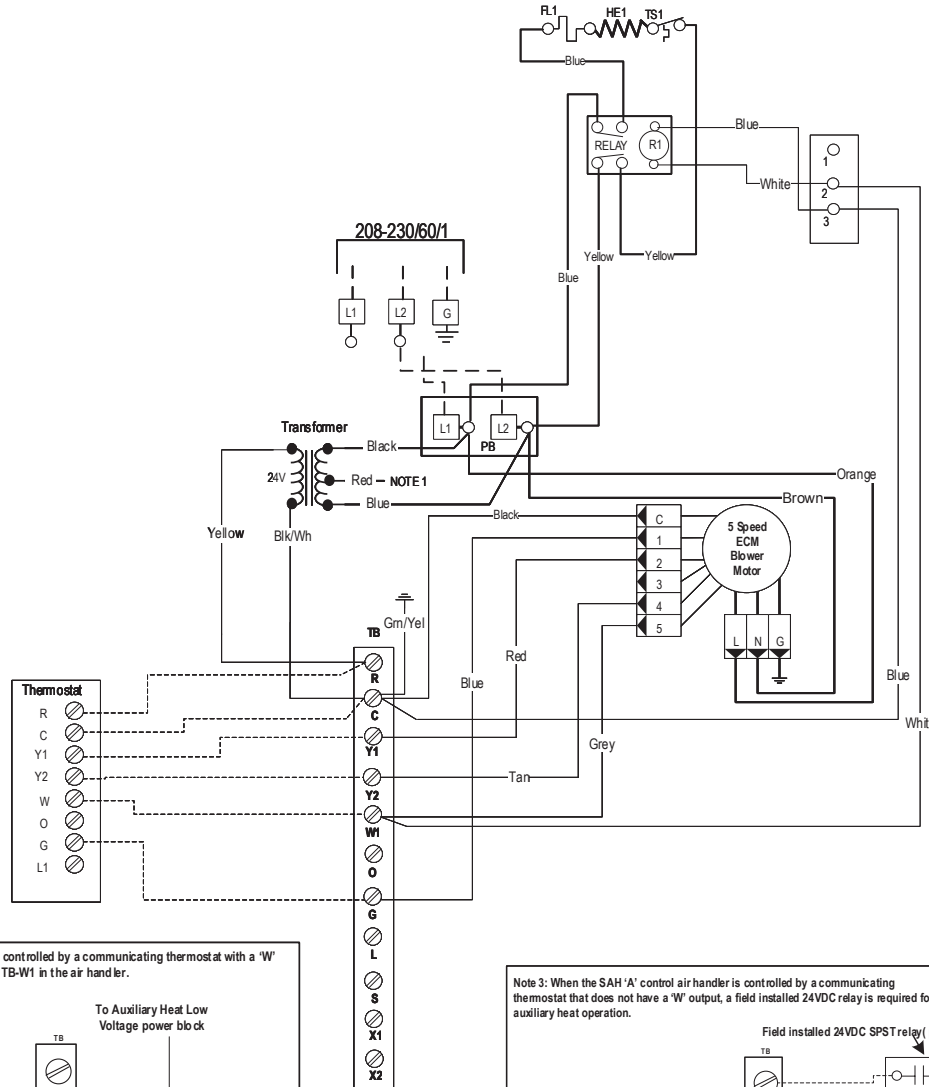 FL1
HE1
TS1
Blue
RELAY
R1
Blue
White
1
2
3
208-230/60/1
L1
L2
G
Yellow
Yellow
Blue
L1
L2
PB
Transformer
24V
Black
Red
NOTE 1
Blue
Yellow
Blk/Wh
Orange
Brown
Black
C
1
2
3
4
5
5 Speed
ECM
Blower
Motor
L
N
G
Grn/Yel
Red
Blue
Grey
Tan
Blue
Whit
TB
R
C
Y1
Y2
W1
O
G
L
S
X1
X2
Thermostat
R
C
Y1
Y2
W
O
G
L1
controlled by a communicating thermostat with a ‘W’
TB-W1 in the air handler.
To Auxiliary Heat Low
Voltage power block
TB
Note 3: When the SAH ‘A’ control air handler is controlled by a communicating
thermostat that does not have a ‘W’ output, a field installed 24VDC relay is required fo
auxiliary heat operation.
Field installed 24VDC SPST relay(
TB